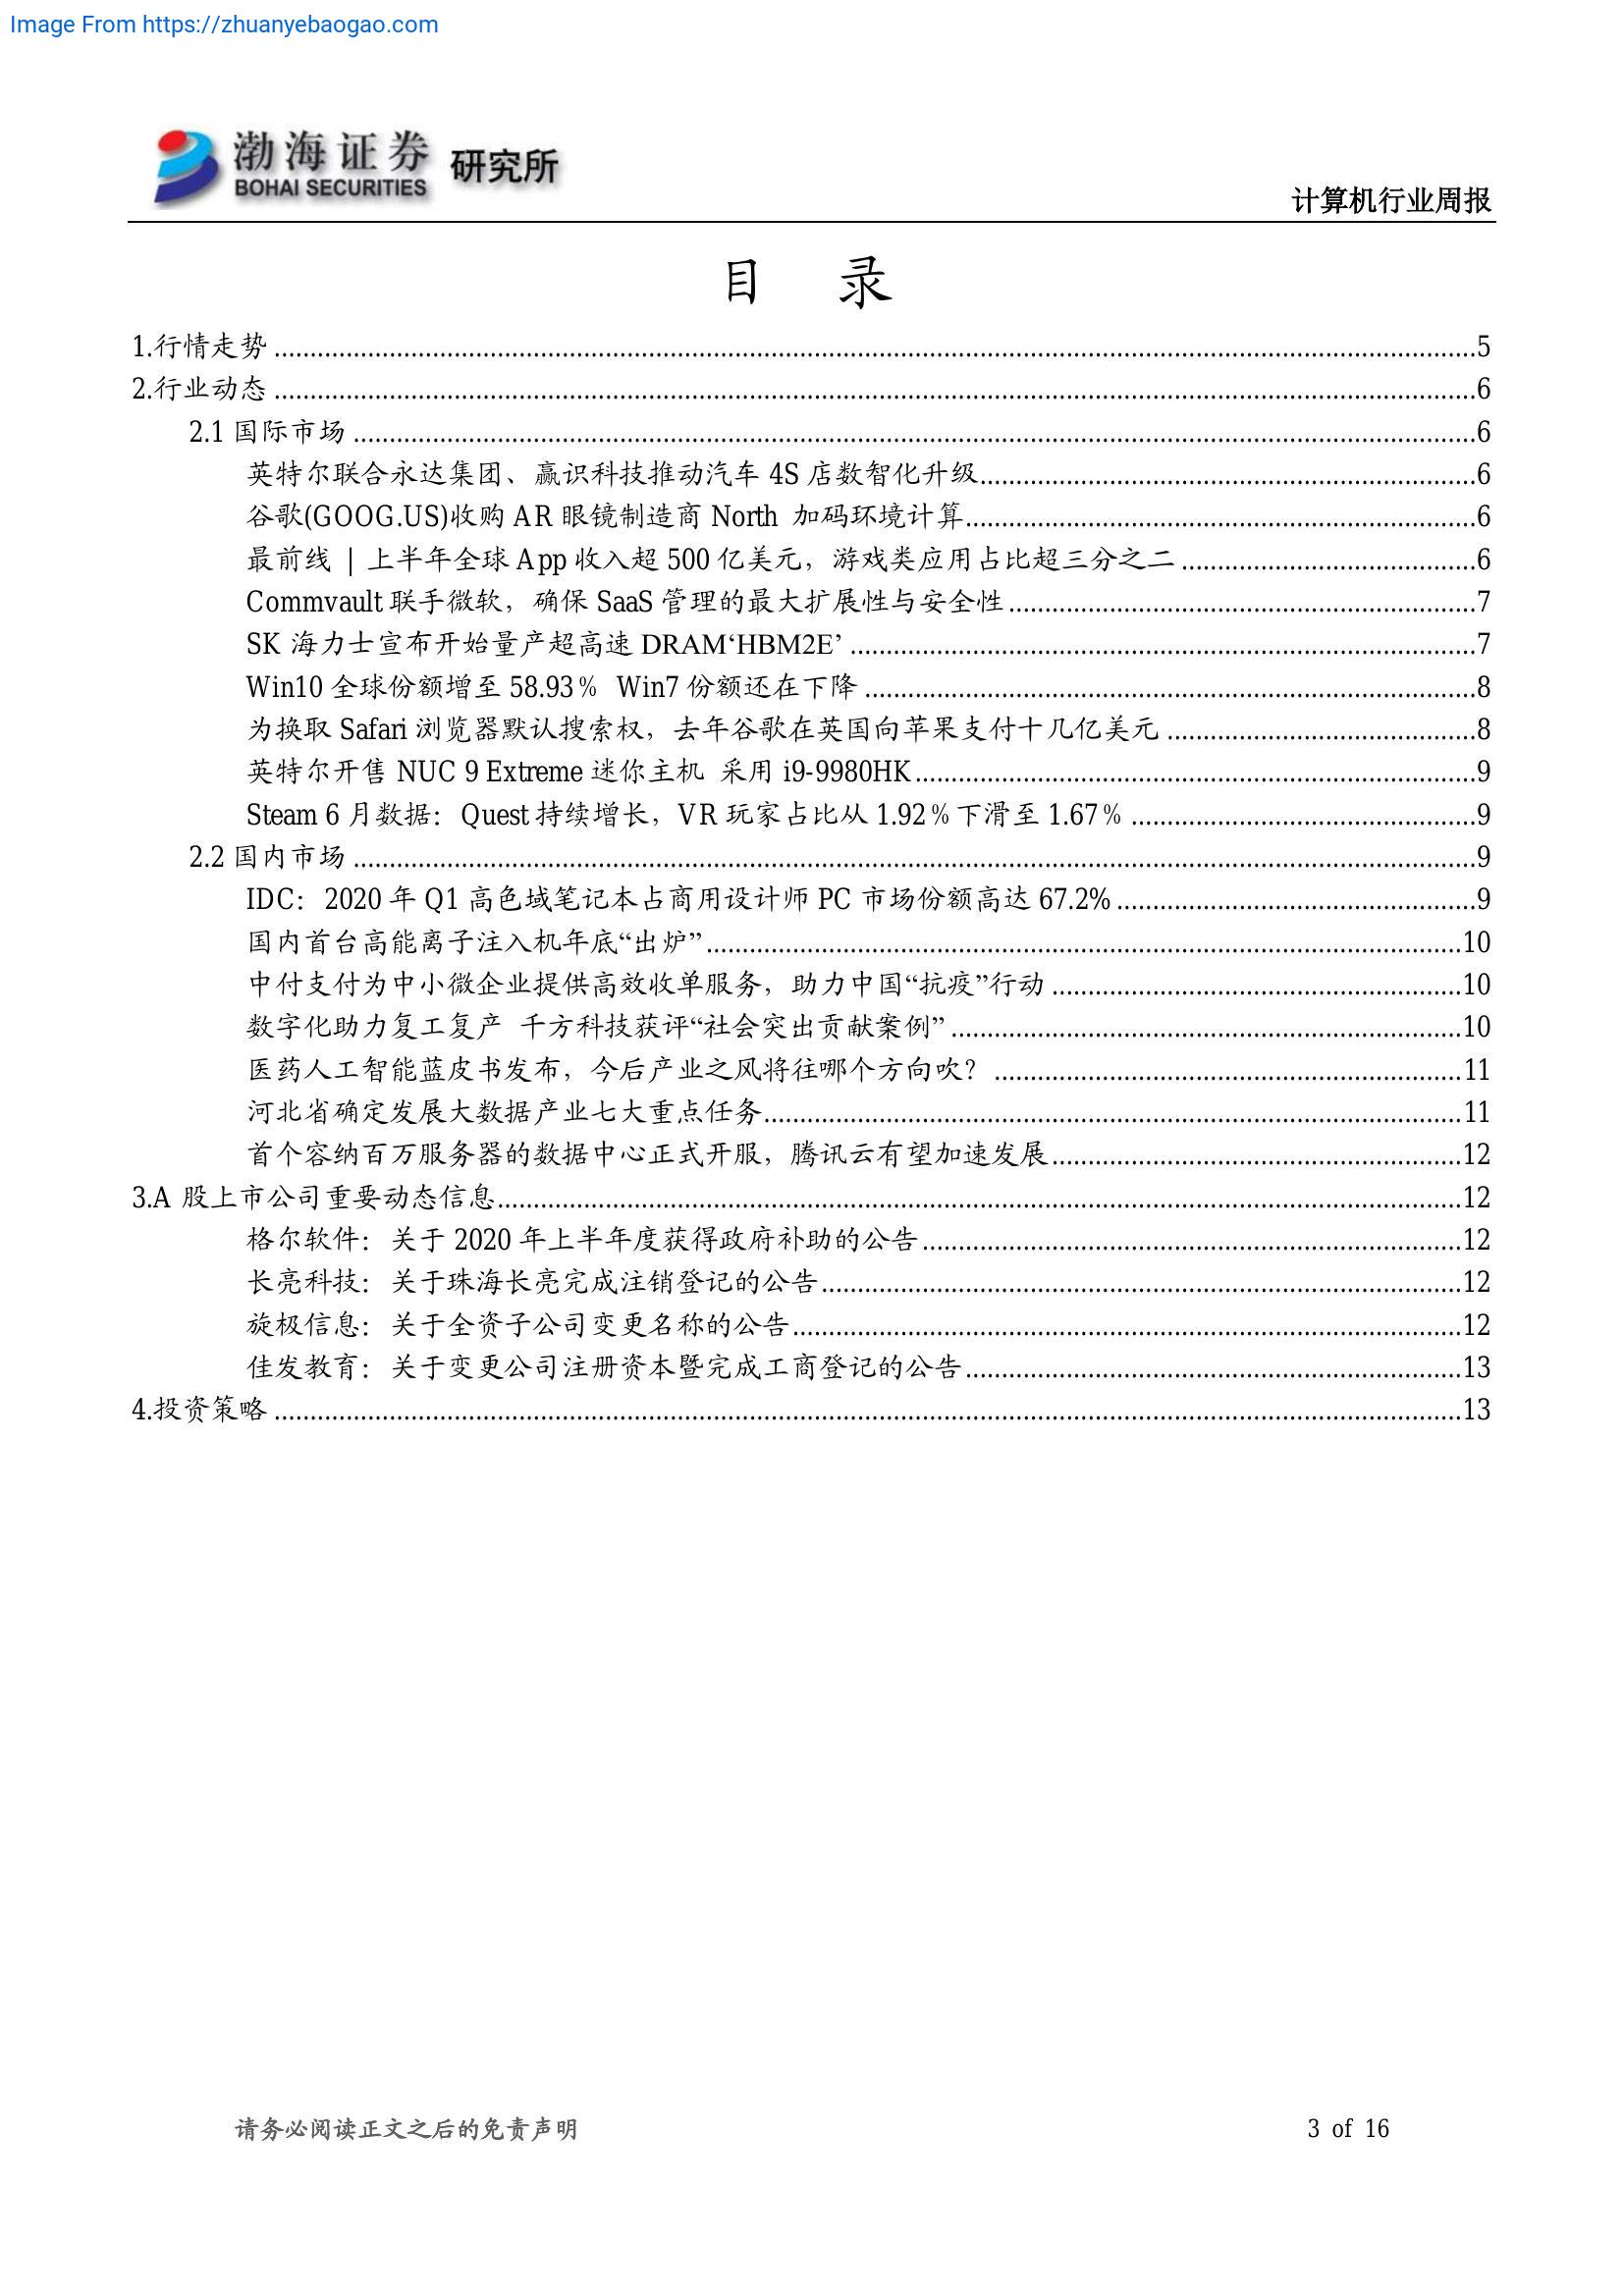 Image From https://zhuanyebaogao.com
渤海证券 研究所
BOHAI SECURITIES
计算机行业周报
目 录
1.行情走势 ........ 5
2.行业动态 ........ 6
2.1 国际市场 ........ 6
英特尔联合永达集团、赢识科技推动汽车 4S 店数智化升级 ........ 6
谷歌(GOOG.US)收购 AR 眼镜制造商 North 加码环境计算 ........ 6
最前线 | 上半年全球 App 收入超 500 亿美元，游戏类应用占比超三分之二 ........ 6
Commvault 联手微软，确保 SaaS 管理的最大扩展性与安全性 ........ 7
SK 海力士宣布开始量产超高速 DRAM‘HBM2E’ ........ 7
Win10 全球份额增至 58.93% Win7 份额还在下降 ........ 8
为换取 Safari 浏览器默认搜索权，去年谷歌在英国向苹果支付十几亿美元 ........ 8
英特尔开售 NUC 9 Extreme 迷你主机 采用 i9-9980HK ........ 9
Steam 6 月数据：Quest 持续增长，VR 玩家占比从 1.92%下滑至 1.67% ........ 9
2.2 国内市场 ........ 9
IDC：2020 年 Q1 高色域笔记本占商用设计师 PC 市场份额高达 67.2% ........ 9
国内首台高能离子注入机年底“出炉” ........ 10
中付支付为中小微企业提供高效收单服务，助力中国“抗疫”行动 ........ 10
数字化助力复工复产 千方科技获评“社会突出贡献案例” ........ 10
医药人工智能蓝皮书发布，今后产业之风将往哪个方向吹？ ........ 11
河北省确定发展大数据产业七大重点任务 ........ 11
首个容纳百万服务器的数据中心正式开服，腾讯云有望加速发展 ........ 12
3.A 股上市公司重要动态信息 ........ 12
格尔软件：关于 2020 年上半年度获得政府补助的公告 ........ 12
长亮科技：关于珠海长亮完成注销登记的公告 ........ 12
旋极信息：关于全资子公司变更名称的公告 ........ 12
佳发教育：关于变更公司注册资本暨完成工商登记的公告 ........ 13
4.投资策略 ........ 13
请务必阅读正文之后的免责声明
3 of 16